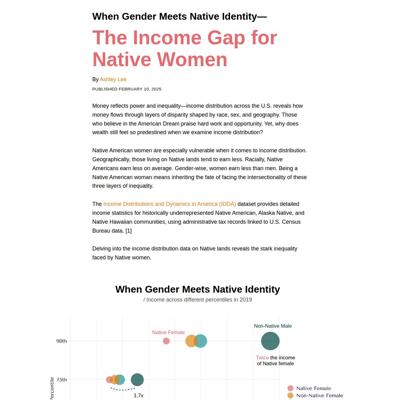 When Gender Meets Native Identity—
The Income Gap for
Native Women
By Ashley Lee
PUBLISHED FEBRUARY 10, 2025
Money reflects power and inequality—income distribution across the U.S. reveals how
money flows through layers of disparity shaped by race, sex, and geography. Those
who believe in the American Dream praise hard work and opportunity. Yet, why does
wealth still feel so predestined when we examine income distribution?
Native American women are especially vulnerable when it comes to income distribution.
Geographically, those living on Native lands tend to earn less. Racially, Native
Americans earn less on average. Gender-wise, women earn less than men. Being a
Native American woman means inheriting the fate of facing the intersectionality of these
three layers of inequality.
The Income Distributions and Dynamics in America (IDDA) dataset provides detailed
income statistics for historically underrepresented Native American, Alaska Native, and
Native Hawaiian communities, using administrative tax records linked to U.S. Census
Bureau data. [1]
Delving into the income distribution data on Native lands reveals the stark inequality
faced by Native women.
When Gender Meets Native Identity
/ Income across different percentiles in 2019
Non-Native Male
Native Female
98th
Twice the income
of Native female
75th
1.7x
Percentile
Native Female
Non-Native Female